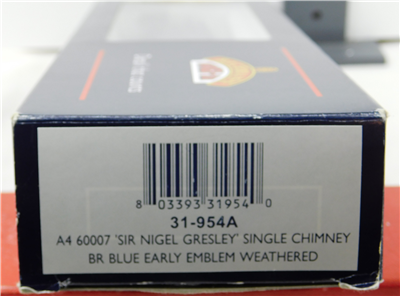 8 03393 31954 0
31-954A
A4 60007 'SIR NIGEL GRESLEY' SINGLE CHIMNEY
BR BLUE EARLY EMBLEM WEATHERED